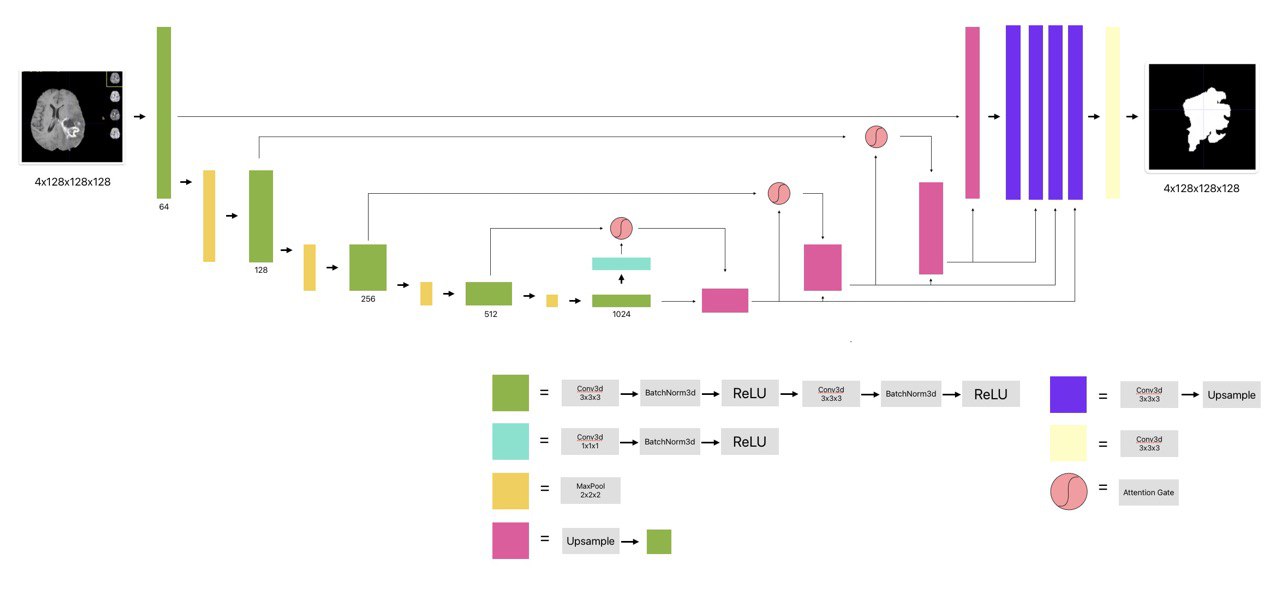 4x128x128x128
64
128
256
512
1024
4x128x128x128
=
Conv3d
3x3x3
BatchNorm3d
ReLU
Conv3d
3x3x3
BatchNorm3d
ReLU
=
Conv3d
1x1x1
BatchNorm3d
ReLU
=
MaxPool
2x2x2
=
Upsample
=
Conv3d
3x3x3
Upsample
=
Conv3d
3x3x3
=
Attention Gate